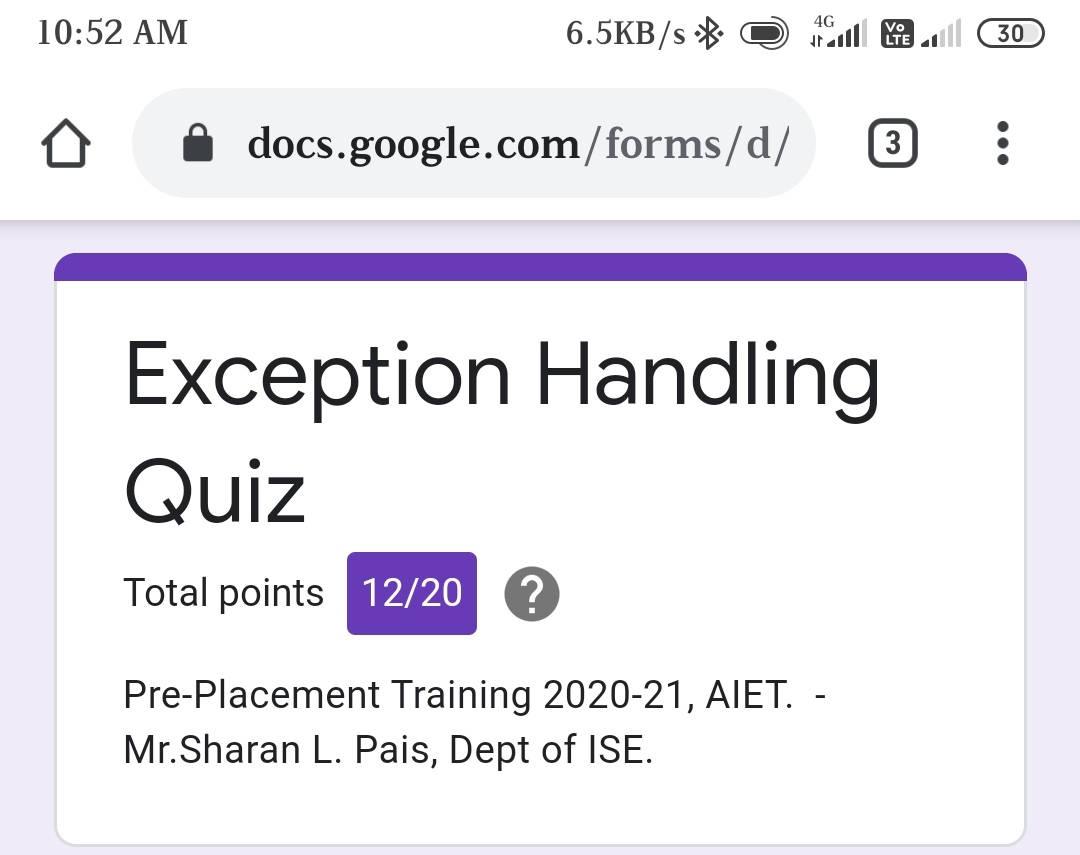 10:52 AM 6.5KB/s 4G Vo LTE 30
docs.google.com/forms/d/ 3
Exception Handling
Quiz
Total points 12/20 ?
Pre-Placement Training 2020-21, AIET. -
Mr.Sharan L. Pais, Dept of ISE.